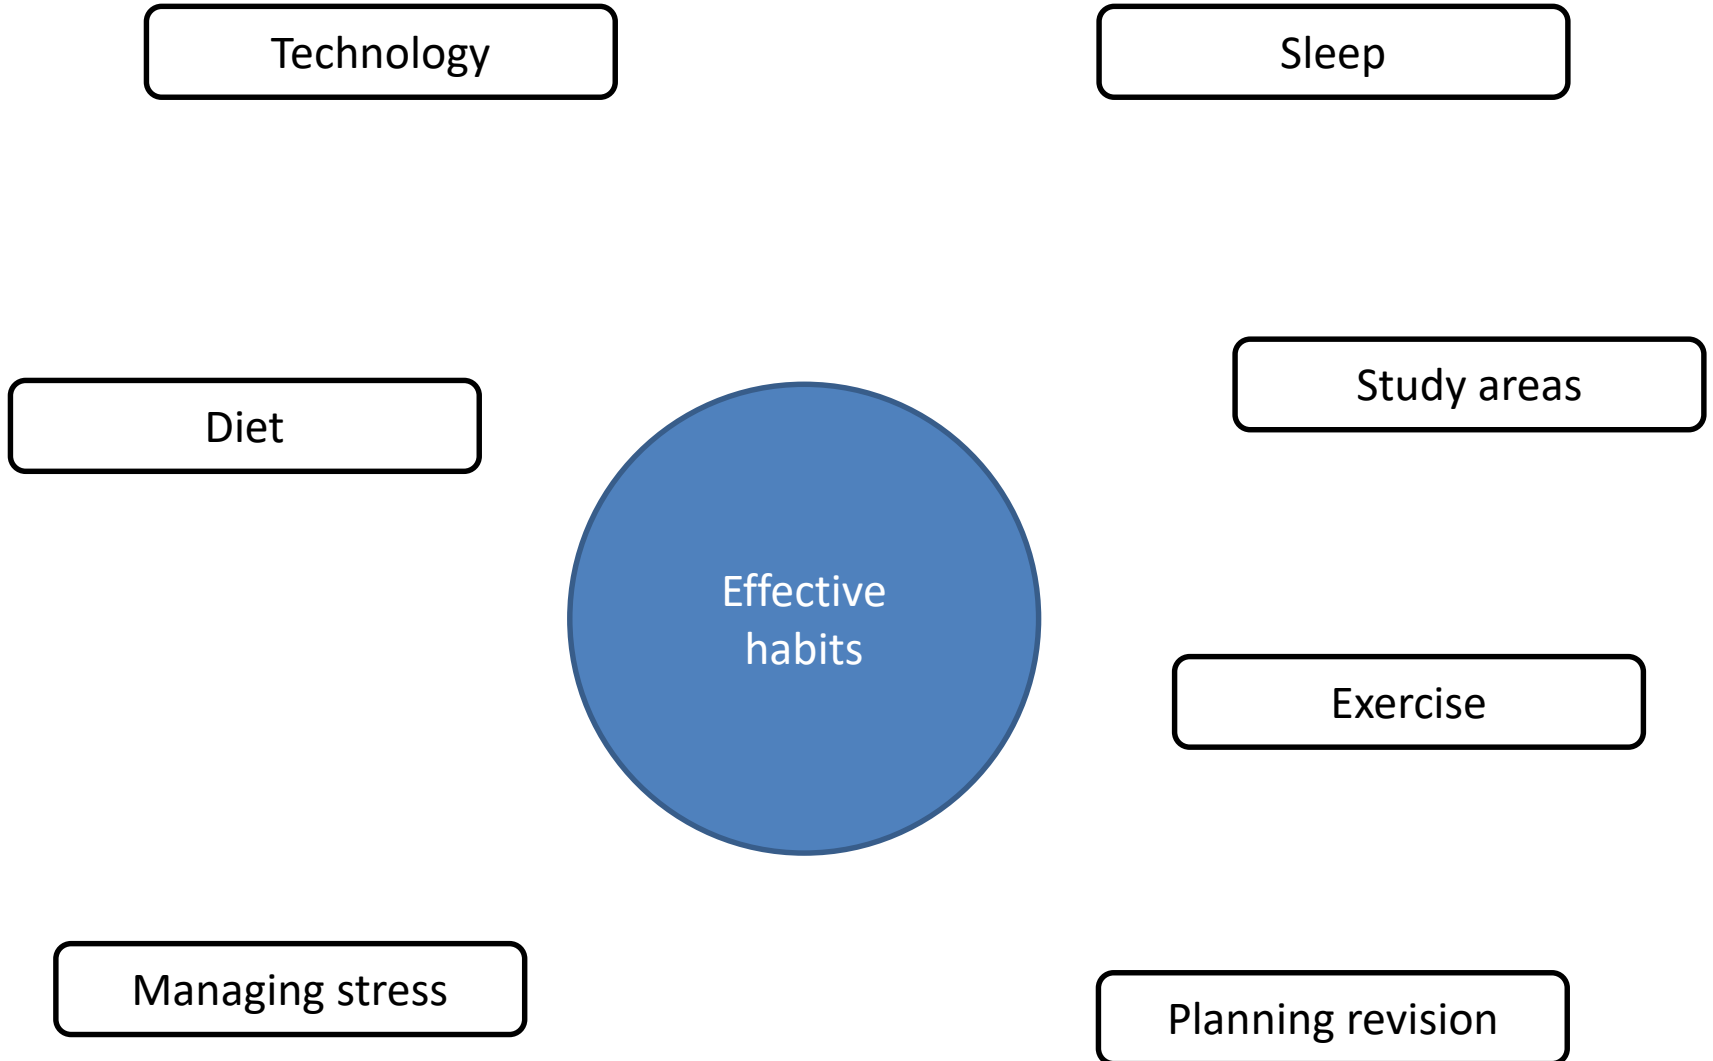 Technology
Sleep
Study areas
Diet
Effective
habits
Exercise
Managing stress
Planning revision